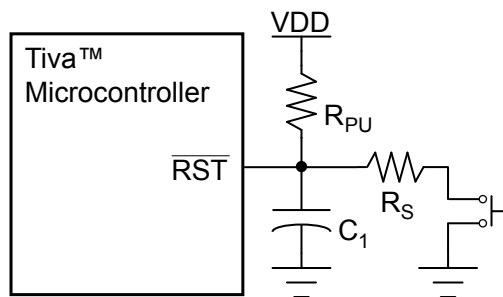 VDD
Tiva™
Microcontroller
R_PU
RST
R_S
C_1